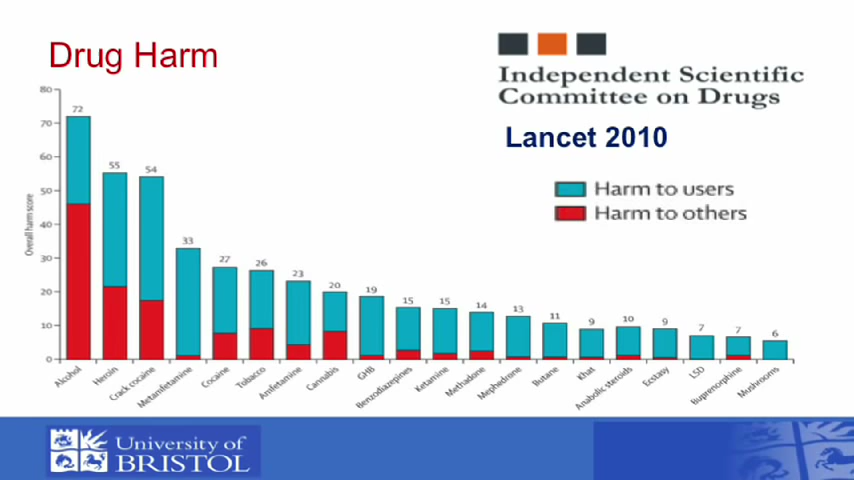 Drug Harm
Independent Scientific
Committee on Drugs
Lancet 2010
Harm to users
Harm to others
Overall harm score
80
70
60
50
40
30
20
10
0
72
55
54
33
27
26
23
20
19
15
15
14
13
11
9
10
9
7
7
6
Alcohol
Heroin
Crack cocaine
Metamfetamine
Cocaine
Tobacco
Amfetamine
Cannabis
GHB
Benzodiazepines
Ketamine
Methadone
Mephedrone
Butane
Khat
Anabolic steroids
Ecstasy
LSD
Buprenorphine
Mushrooms
University of
BRISTOL